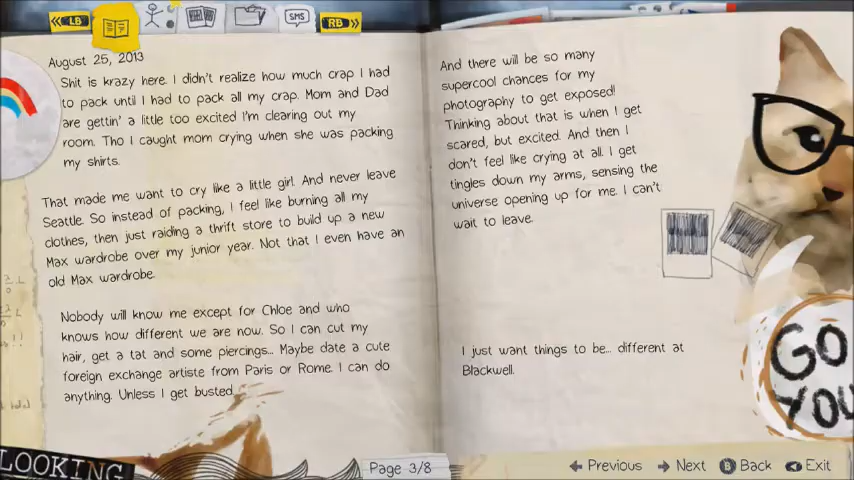 LB
SMS
RB
August 25, 2013
Shit is krazy here. I didn't realize how much crap I had
to pack until I had to pack all my crap. Mom and Dad
are gettin' a little too excited I'm clearing out my
room. Tho I caught mom crying when she was packing
my shirts.
That made me want to cry like a little girl. And never leave
Seattle. So instead of packing, I feel like burning all my
clothes, then just raiding a thrift store to build up a new
Max wardrobe over my junior year. Not that I even have an
old Max wardrobe.
Nobody will know me except for Chloe and who
knows how different we are now. So I can cut my
hair, get a tat and some piercings... Maybe date a cute
foreign exchange artiste from Paris or Rome. I can do
anything. Unless I get busted.
LOOKING
And there will be so many
supercool chances for my
photography to get exposed!
Thinking about that is when I get
scared, but excited. And then I
don't feel like crying at all. I get
tingles down my arms, sensing the
universe opening up for me. I can't
wait to leave.
I just want things to be... different at
Blackwell.
GO
YOU
Page 3/8
Previous
Next
B Back
Exit